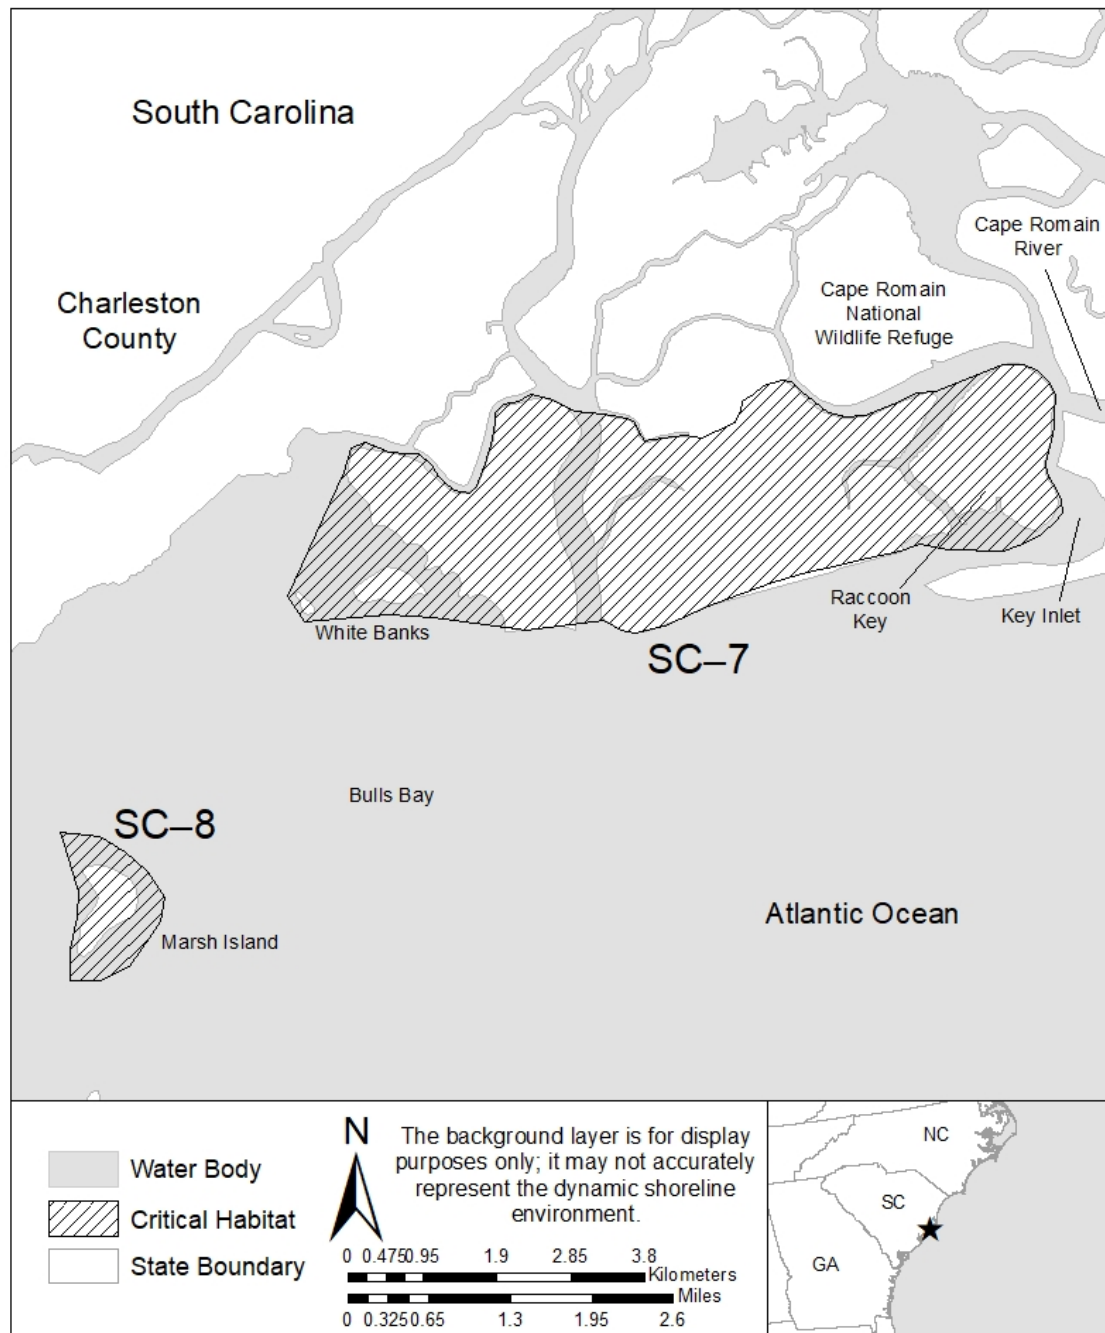 South Carolina
Cape Romain
River
Charleston
County
Cape Romain
National
Wildlife Refuge
Raccoon
Key
Key Inlet
White Banks
SC–7
Bulls Bay
SC–8
Atlantic Ocean
Marsh Island
Water Body
Critical Habitat
State Boundary
N
The background layer is for display
purposes only; it may not accurately
represent the dynamic shoreline
environment.
0 0.475 0.95 1.9 2.85 3.8
Kilometers
Miles
0 0.325 0.65 1.3 1.95 2.6
NC
SC
GA